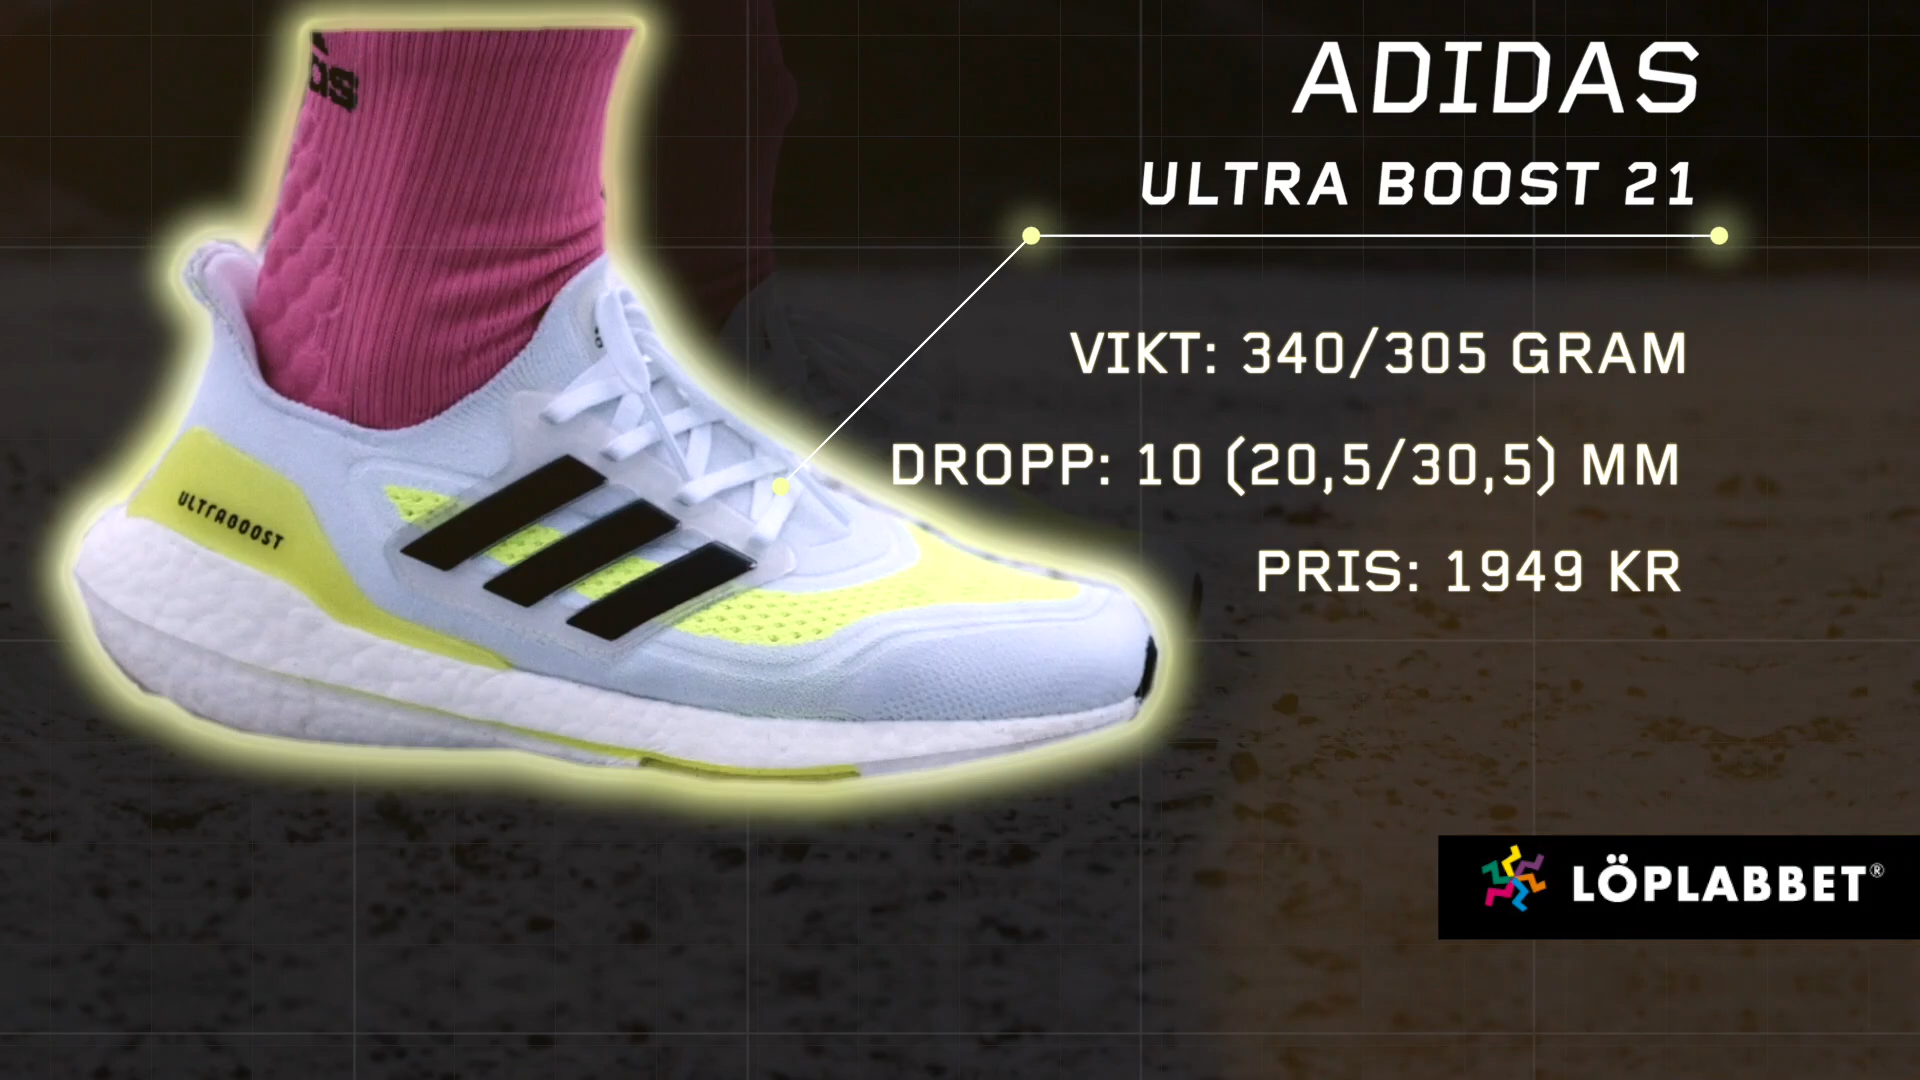 ADIDAS
ULTRA BOOST 21
VIKT: 340/305 GRAM
DROPP: 10 (20,5/30,5) MM
PRIS: 1949 KR
as
ULTRABOOST
LÖPLABBET®